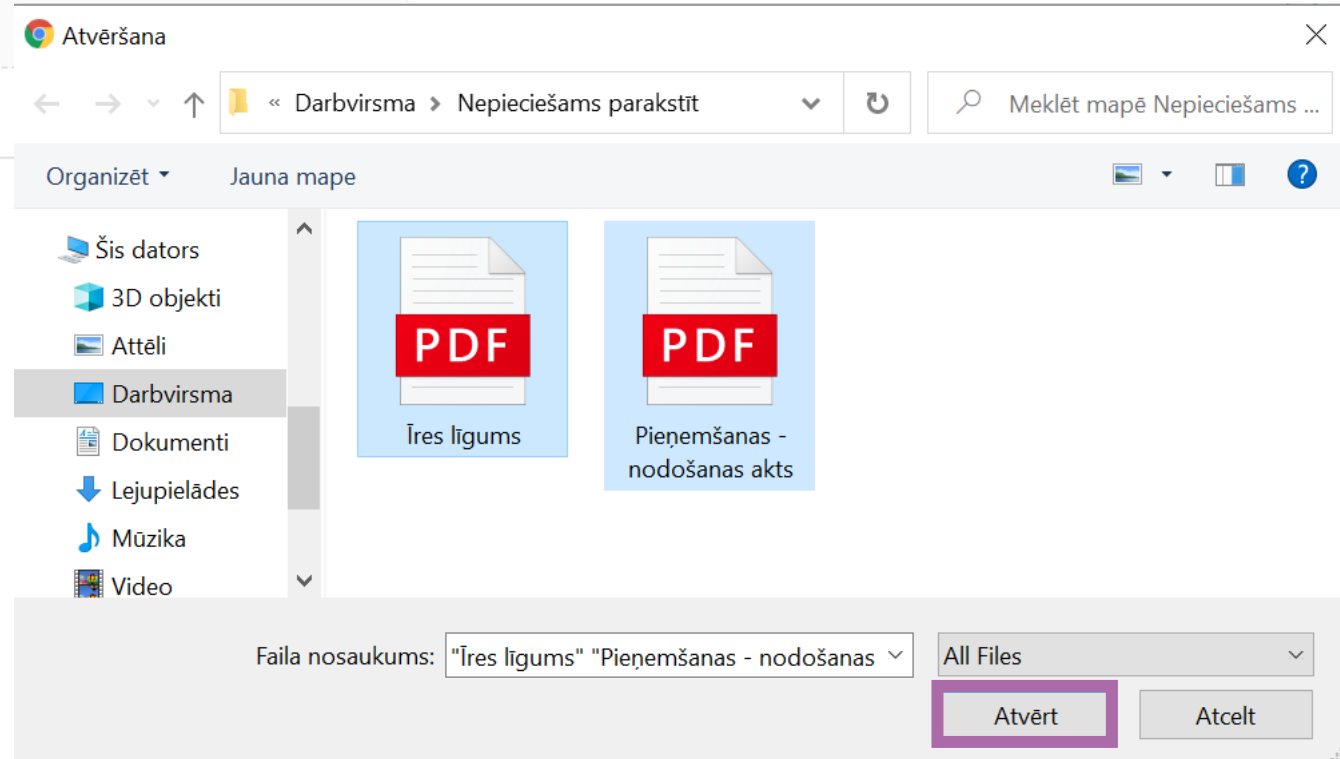 Atvēršana
« Darbvirsma > Nepieciešams parakstīt
Meklēt mapē Nepieciešams ...
Organizēt
Jauna mape
?
Šis dators
3D objekti
Attēli
Darbvirsma
Dokumenti
Lejupielādes
Mūzika
Video
PDF
Īres līgums
PDF
Pieņemšanas -
nodošanas akts
Faila nosaukums:
"Īres līgums" "Pieņemšanas - nodošanas
All Files
Atvērt
Atcelt